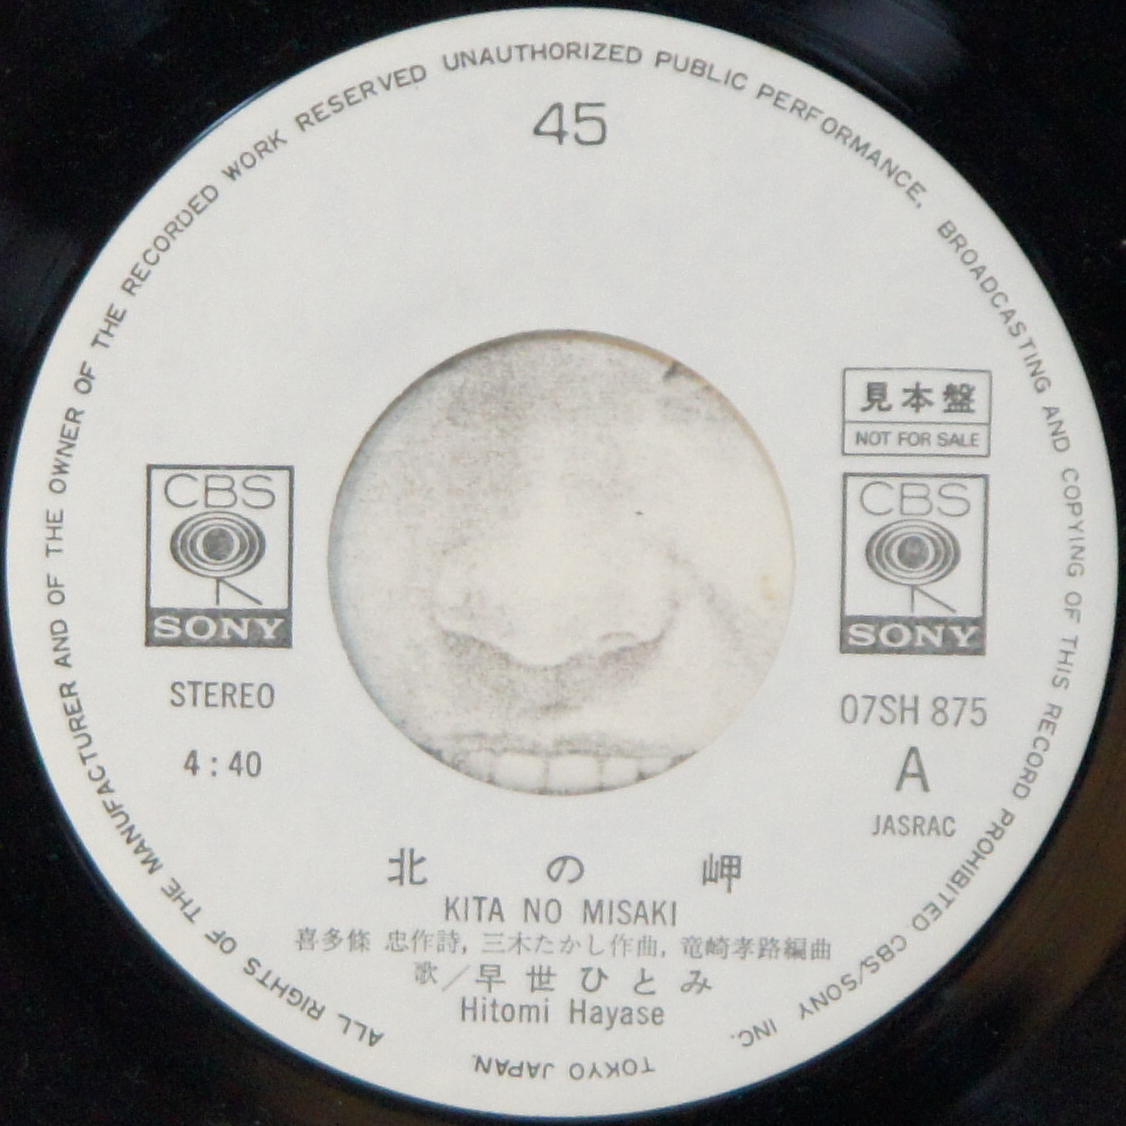 ALL RIGHTS OF THE MANUFACTURER AND OF THE OWNER OF THE RECORDED WORK RESERVED UNAUTHORIZED PUBLIC PERFORMANCE, BROADCASTING AND COPYING OF THIS RECORD PROHIBITED CBS/SONY INC.
TOKYO JAPAN.
45
見本盤
NOT FOR SALE
CBS
SONY
CBS
SONY
STEREO
4:40
07SH 875
A
JASRAC
北の岬
KITA NO MISAKI
喜多條 忠作詩, 三木たかし作曲, 竜崎孝路編曲
歌／早世ひとみ
Hitomi Hayase